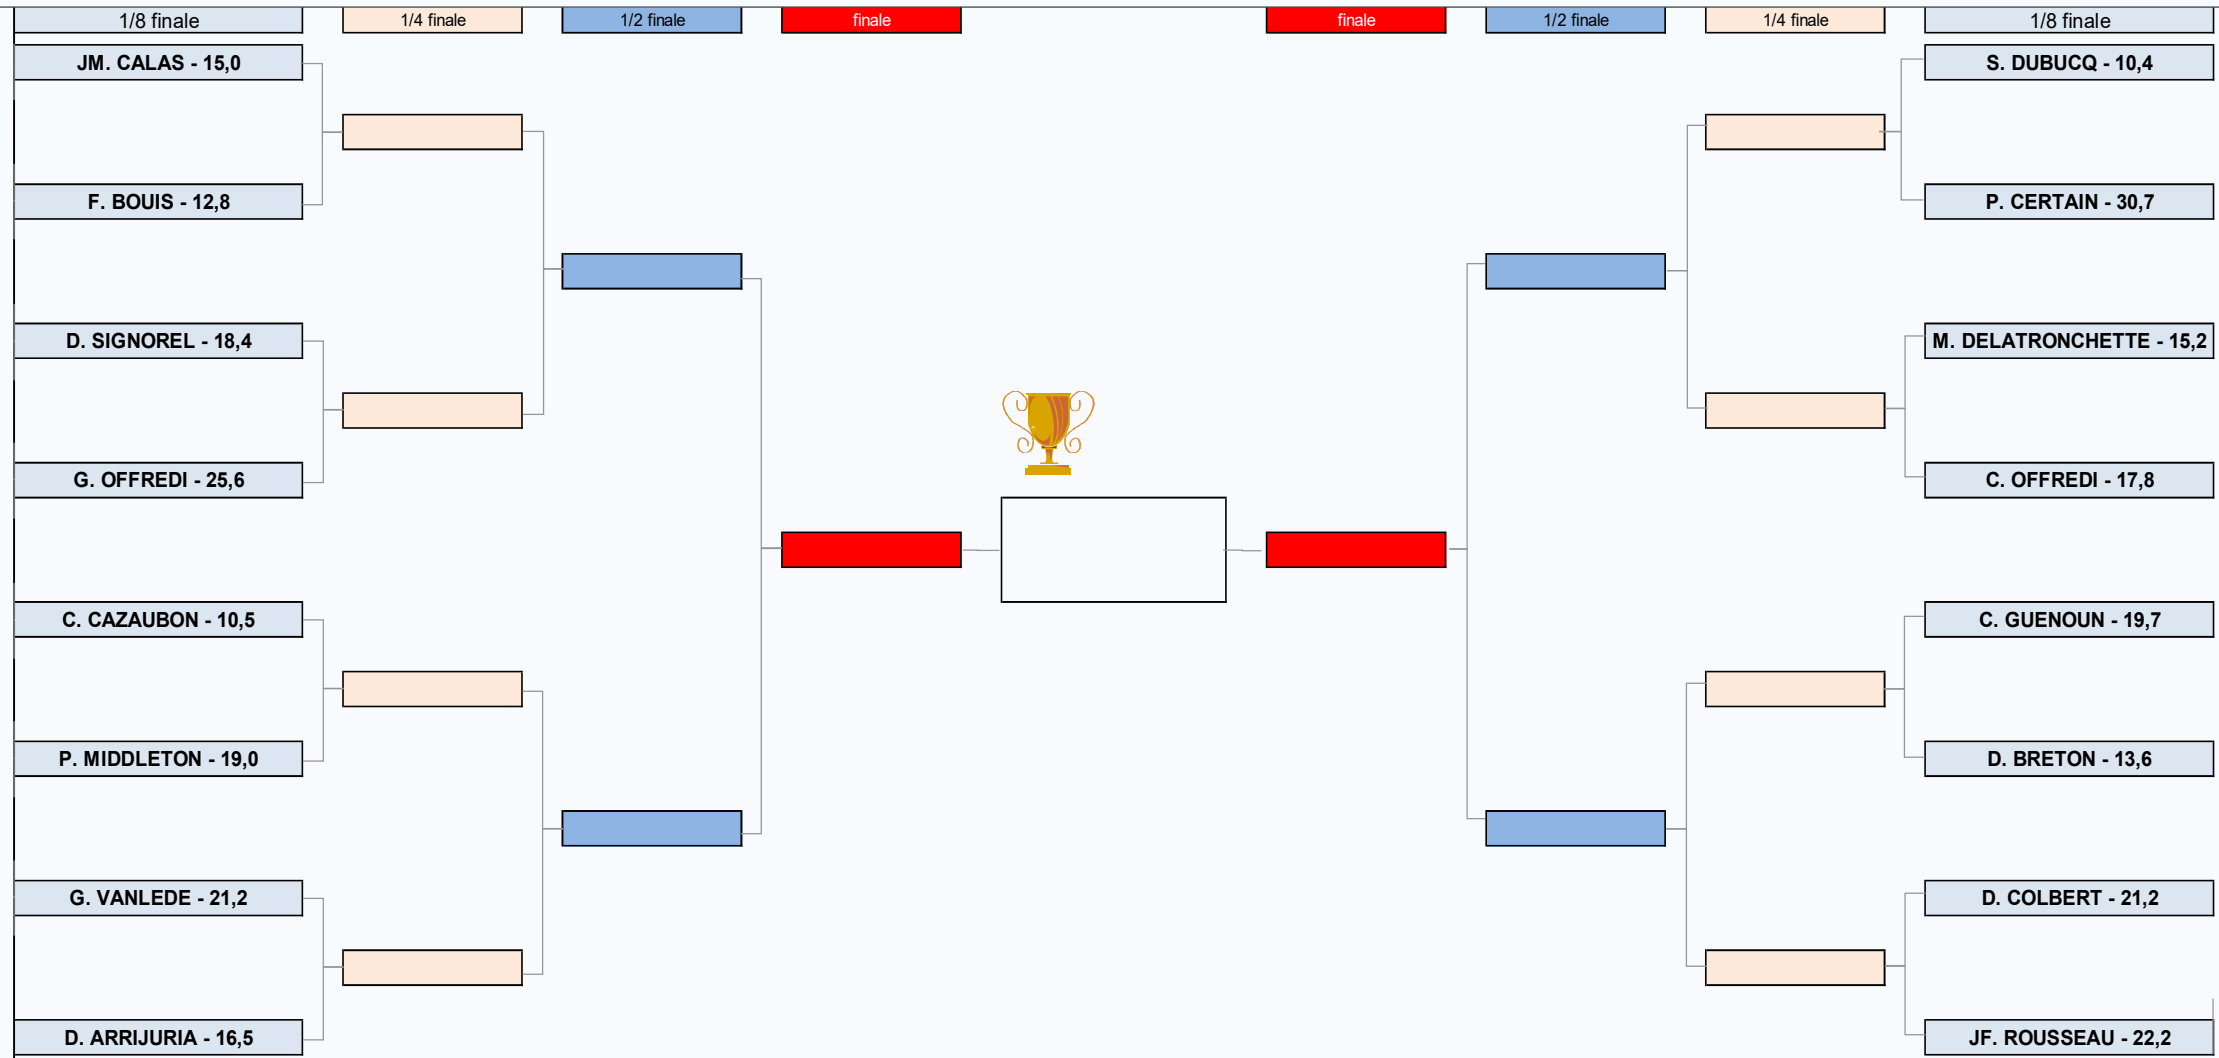 1/8 finale
1/4 finale
1/2 finale
finale
finale
1/2 finale
1/4 finale
1/8 finale
JM. CALAS - 15,0
S. DUBUCQ - 10,4
F. BOUIS - 12,8
P. CERTAIN - 30,7
D. SIGNOREL - 18,4
M. DELATRONCHETTE - 15,2
G. OFFREDI - 25,6
C. OFFREDI - 17,8
C. CAZAUBON - 10,5
C. GUENOUN - 19,7
P. MIDDLETON - 19,0
D. BRETON - 13,6
G. VANLEDE - 21,2
D. COLBERT - 21,2
D. ARRIJURIA - 16,5
JF. ROUSSEAU - 22,2